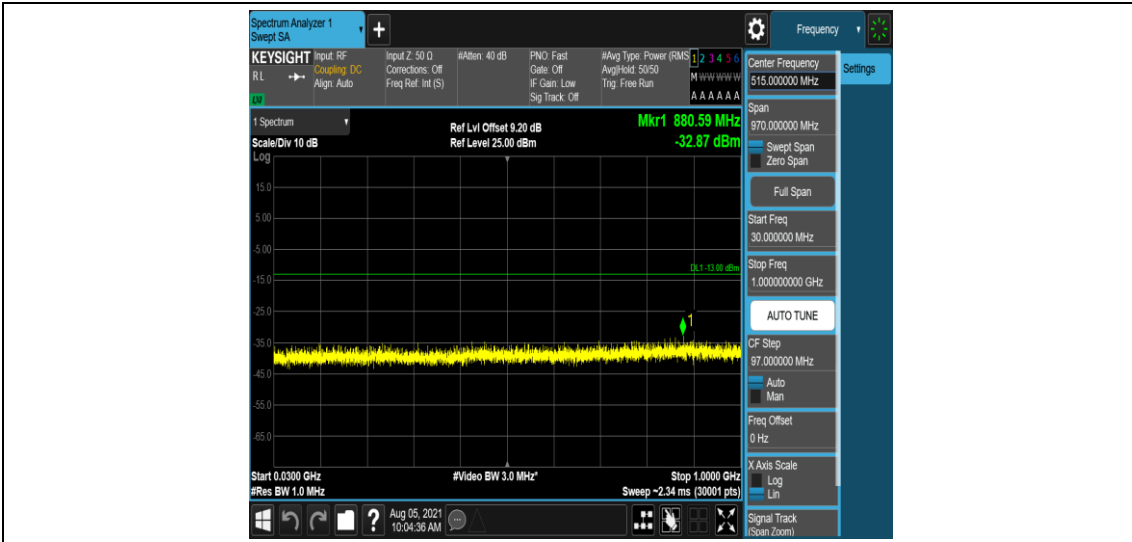 Spectrum Analyzer 1
Swept SA
+
Frequency
KEYSIGHT
RL
LXI
Input: RF
Coupling: DC
Align: Auto
Input Z: 50 Ω
Corrections: Off
Freq Ref: Int (S)
#Atten: 40 dB
PNO: Fast
Gate: Off
IF Gain: Low
Sig Track: Off
#Avg Type: Power (RMS
Avg|Hold: 50/50
Trig: Free Run
1 2 3 4 5 6
M W W W W W
A A A A A A
1 Spectrum
Scale/Div 10 dB
Log
Ref Lvl Offset 9.20 dB
Ref Level 25.00 dBm
Mkr1 880.59 MHz
-32.87 dBm
15.0
5.00
-5.00
-15.0
-25.0
-35.0
-45.0
-55.0
-65.0
DL1 -13.00 dBm
1
Start 0.0300 GHz
#Res BW 1.0 MHz
#Video BW 3.0 MHz*
Stop 1.0000 GHz
Sweep ~2.34 ms (30001 pts)
Center Frequency
515.000000 MHz
Span
970.000000 MHz
Swept Span
Zero Span
Full Span
Start Freq
30.000000 MHz
Stop Freq
1.000000000 GHz
AUTO TUNE
CF Step
97.000000 MHz
Auto
Man
Freq Offset
0 Hz
X Axis Scale
Log
Lin
Signal Track
(Span Zoom)
Settings
?
Aug 05, 2021
10:04:36 AM